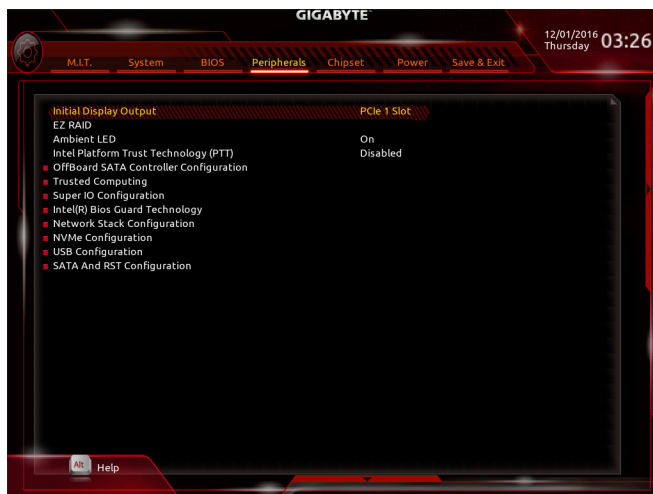 GIGABYTE™
12/01/2016
Thursday 03:26
M.I.T. System BIOS Peripherals Chipset Power Save & Exit
Initial Display Output PCIe 1 Slot
EZ RAID
Ambient LED On
Intel Platform Trust Technology (PTT) Disabled
OffBoard SATA Controller Configuration
Trusted Computing
Super IO Configuration
Intel(R) Bios Guard Technology
Network Stack Configuration
NVMe Configuration
USB Configuration
SATA And RST Configuration
Alt Help